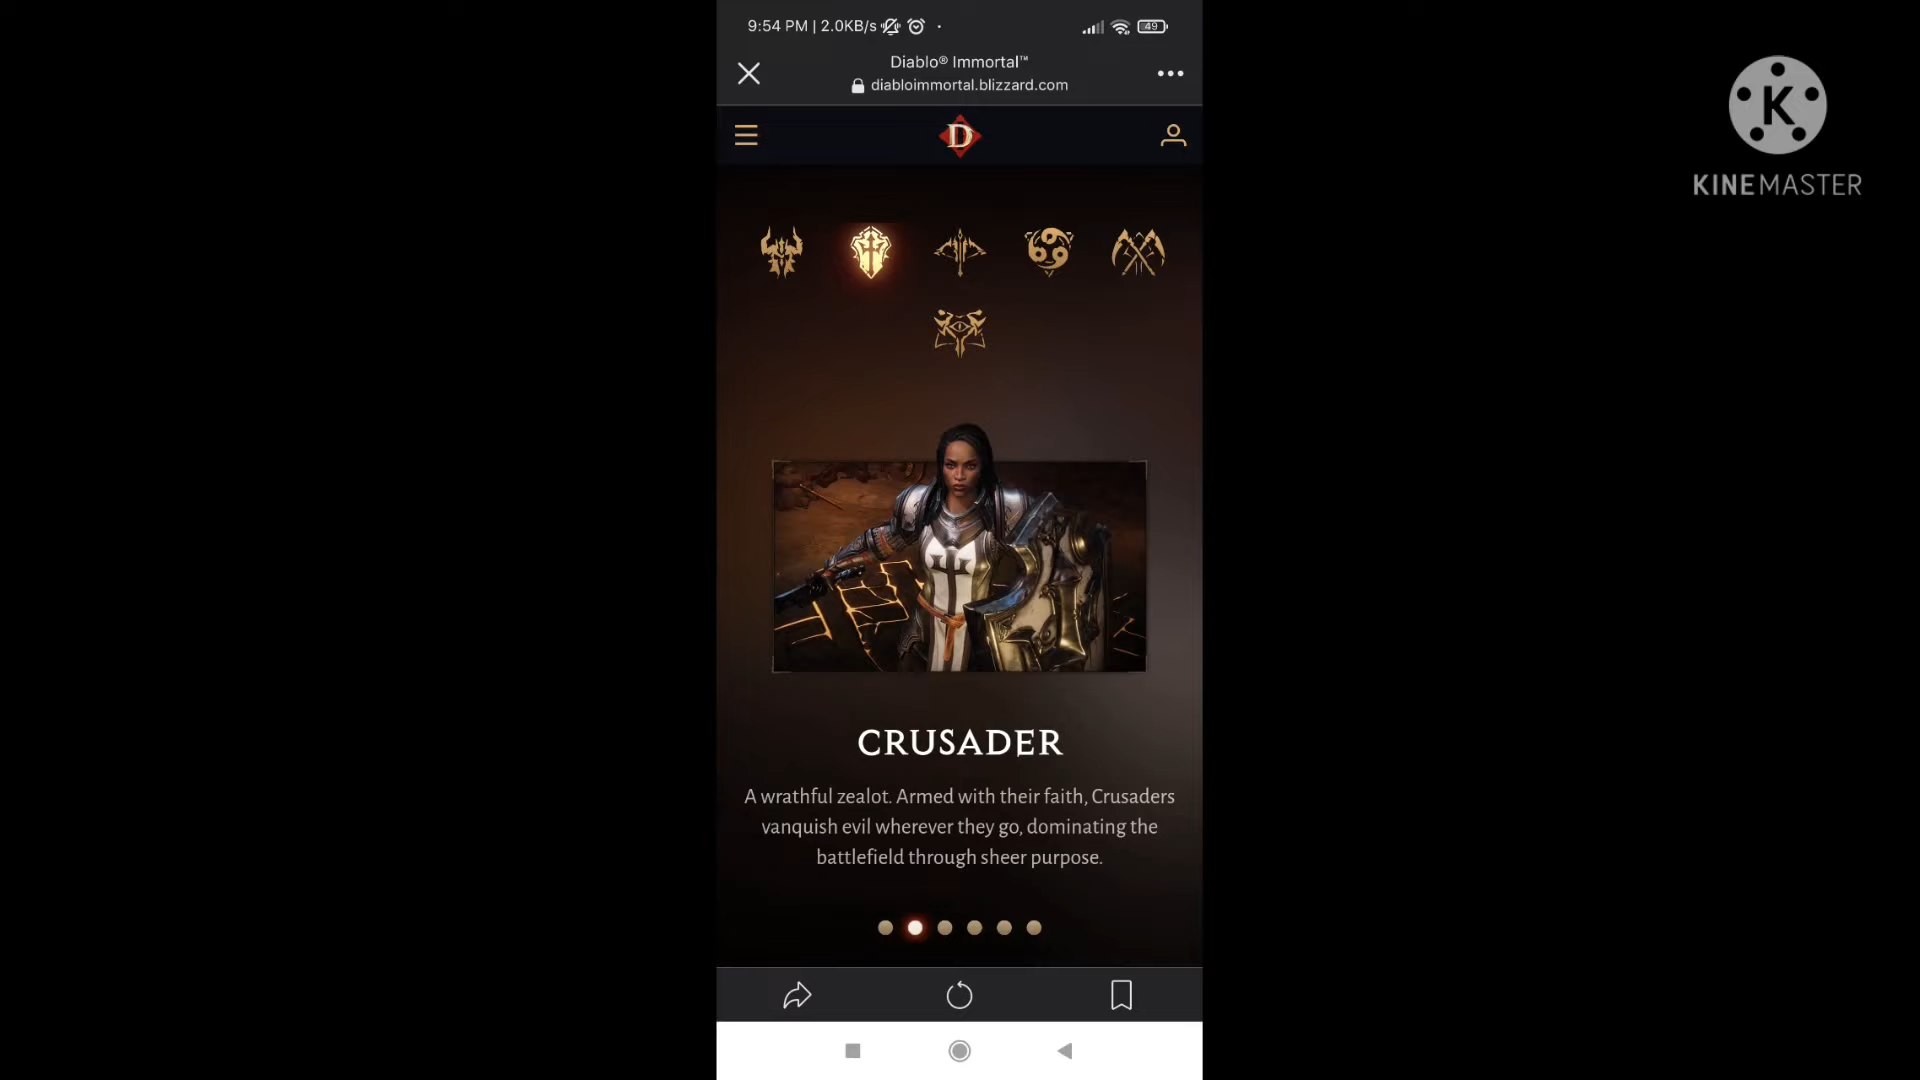 9:54 PM | 2.0KB/s
49
Diablo® Immortal™
diabloimmortal.blizzard.com
D
K
KINEMASTER
CRUSADER
A wrathful zealot. Armed with their faith, Crusaders
vanquish evil wherever they go, dominating the
battlefield through sheer purpose.